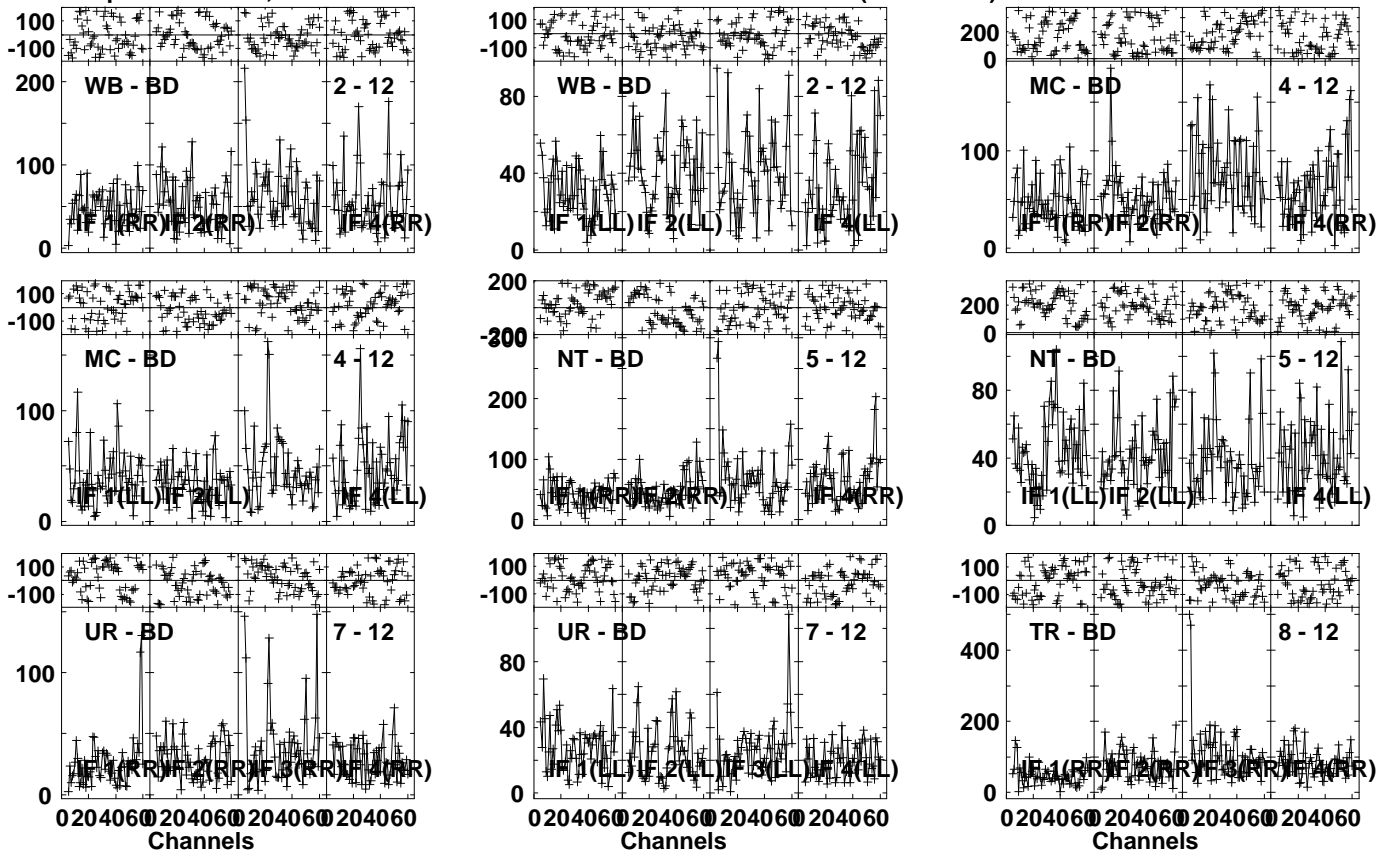 100
-100
WB - BD 2 - 12
200
100
0
IF 1(RR) IF 2(RR) IF 4(RR)
100
-100
WB - BD 2 - 12
80
40
0
IF 1(LL) IF 2(LL) IF 4(LL)
200
0
MC - BD 4 - 12
100
0
IF 1(RR) IF 2(RR) IF 4(RR)
100
-100
MC - BD 4 - 12
100
0
IF 1(LL) IF 2(LL) IF 4(LL)
200
-200
NT - BD 5 - 12
300
200
100
0
IF 1(RR) IF 2(RR) IF 4(RR)
200
0
NT - BD 5 - 12
80
40
0
IF 1(LL) IF 2(LL) IF 4(LL)
100
-100
UR - BD 7 - 12
100
0
IF 1(RR) IF 2(RR) IF 3(RR) IF 4(RR)
0 20 40 60 0 20 40 60 0 20 40 60 0 20 40 60
Channels
100
-100
UR - BD 7 - 12
80
40
0
IF 1(LL) IF 2(LL) IF 3(LL) IF 4(LL)
0 20 40 60 0 20 40 60 0 20 40 60 0 20 40 60
Channels
100
-100
TR - BD 8 - 12
400
200
0
IF 1(RR) IF 2(RR) IF 3(RR) IF 4(RR)
0 20 40 60 0 20 40 60 0 20 40 60 0 20 40 60
Channels